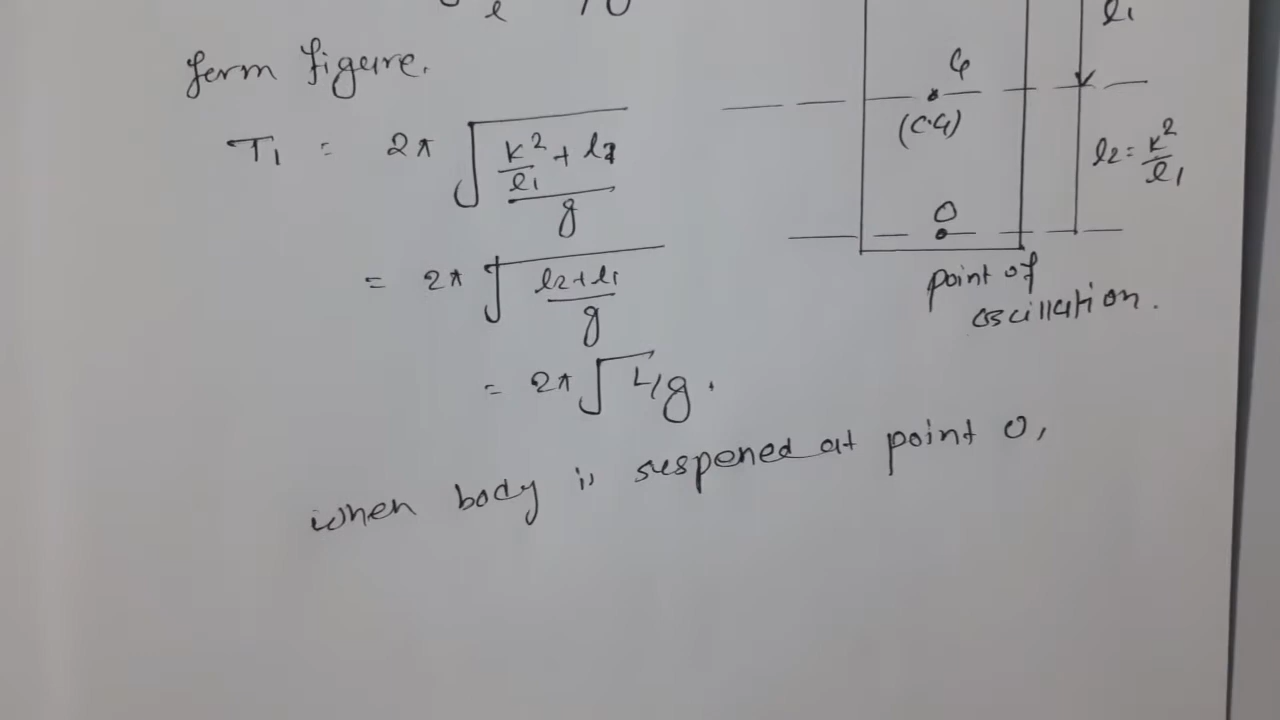 form figure.
T₁ = 2π √((k²/l₁ + l₁)/g)
= 2π √((l₂+l₁)/g)
= 2π √L/g.
when body is suspened at point O,
l₁
G
(C.G)
l₂ = k²/l₁
O
point of
oscillation.